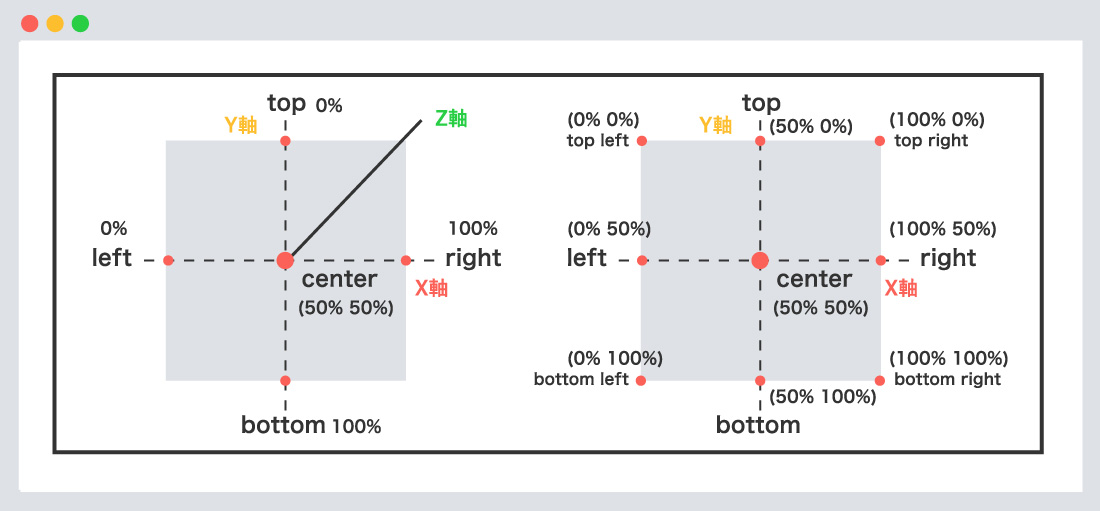 top 0%
Y軸
Z軸
0%
left
100%
right
center
X軸
(50% 50%)
bottom 100%
top
(0% 0%)
top left
Y軸
(50% 0%)
(100% 0%)
top right
(0% 50%)
left
(100% 50%)
right
center
X軸
(50% 50%)
(0% 100%)
bottom left
(100% 100%)
bottom right
(50% 100%)
bottom